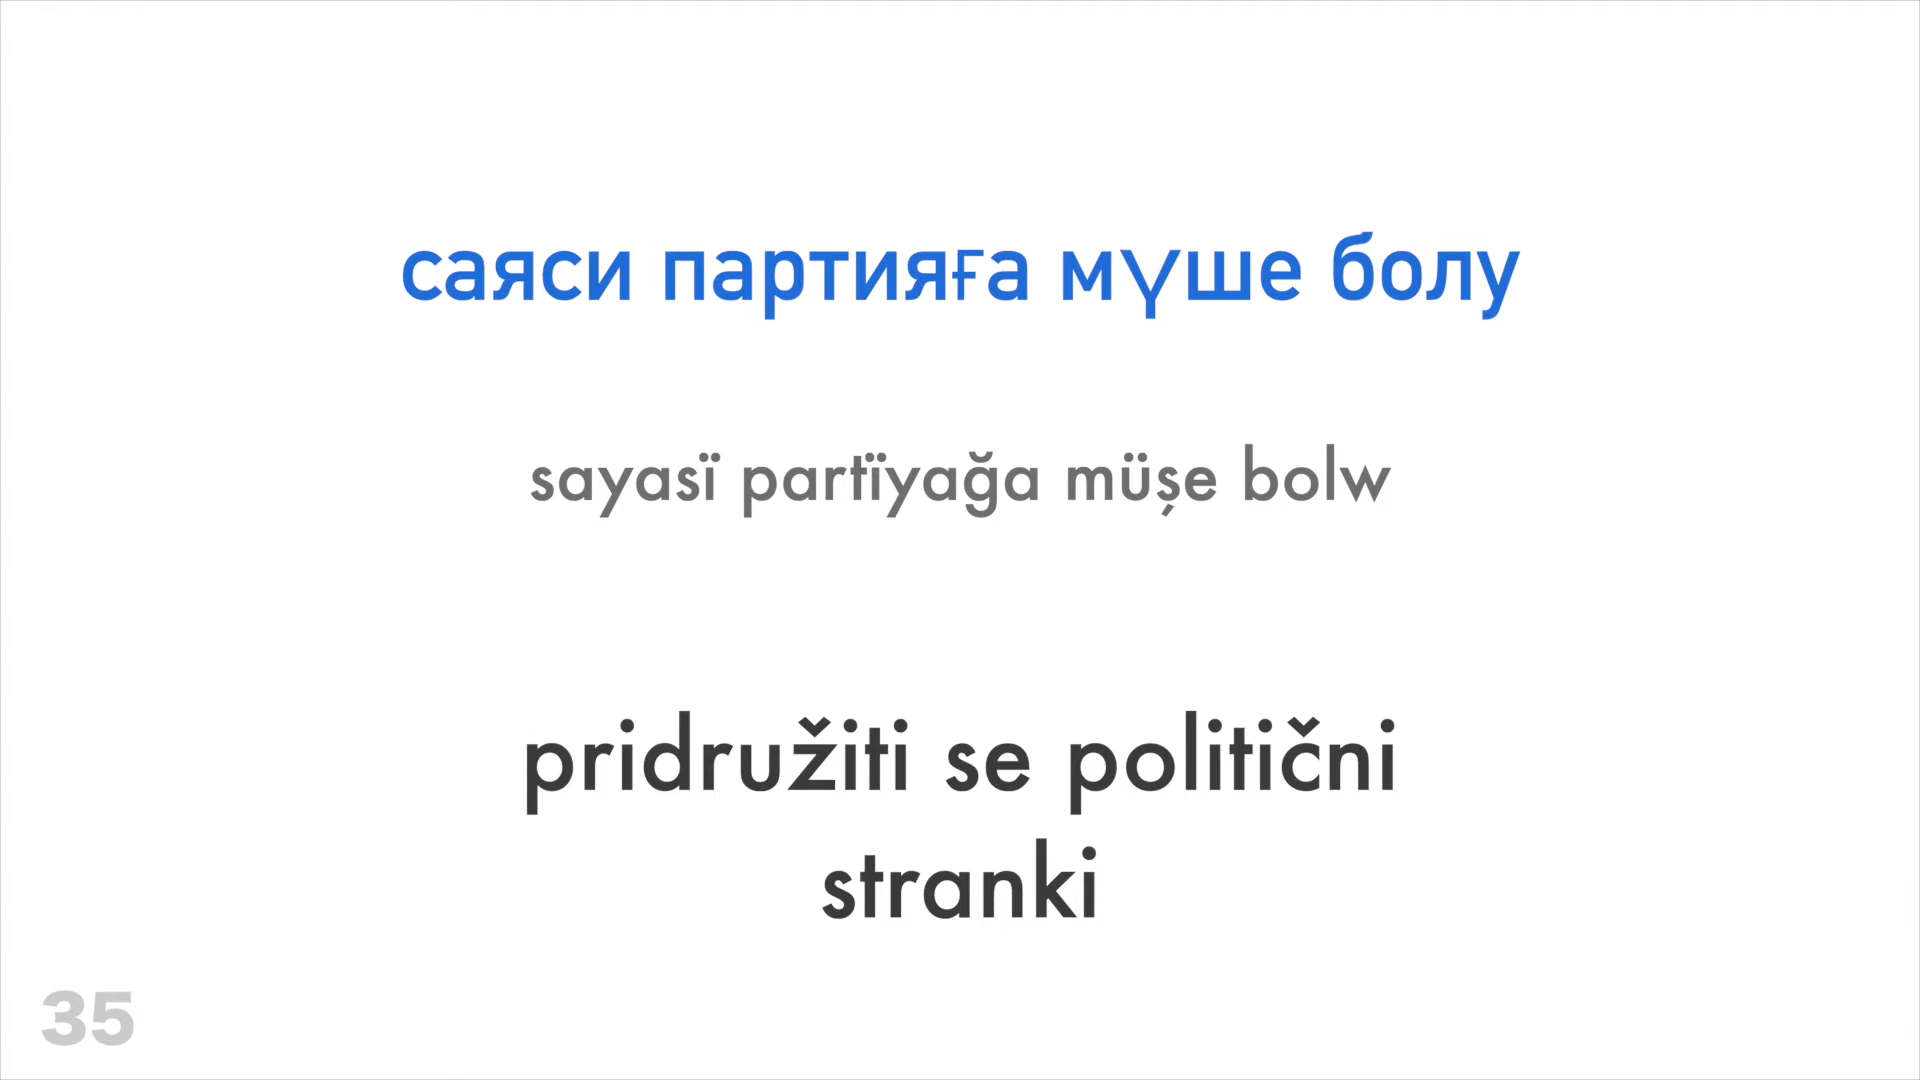 саяси партияға мүше болу
sayasï partïyağa müşe bolw
pridružiti se politični
stranki
35